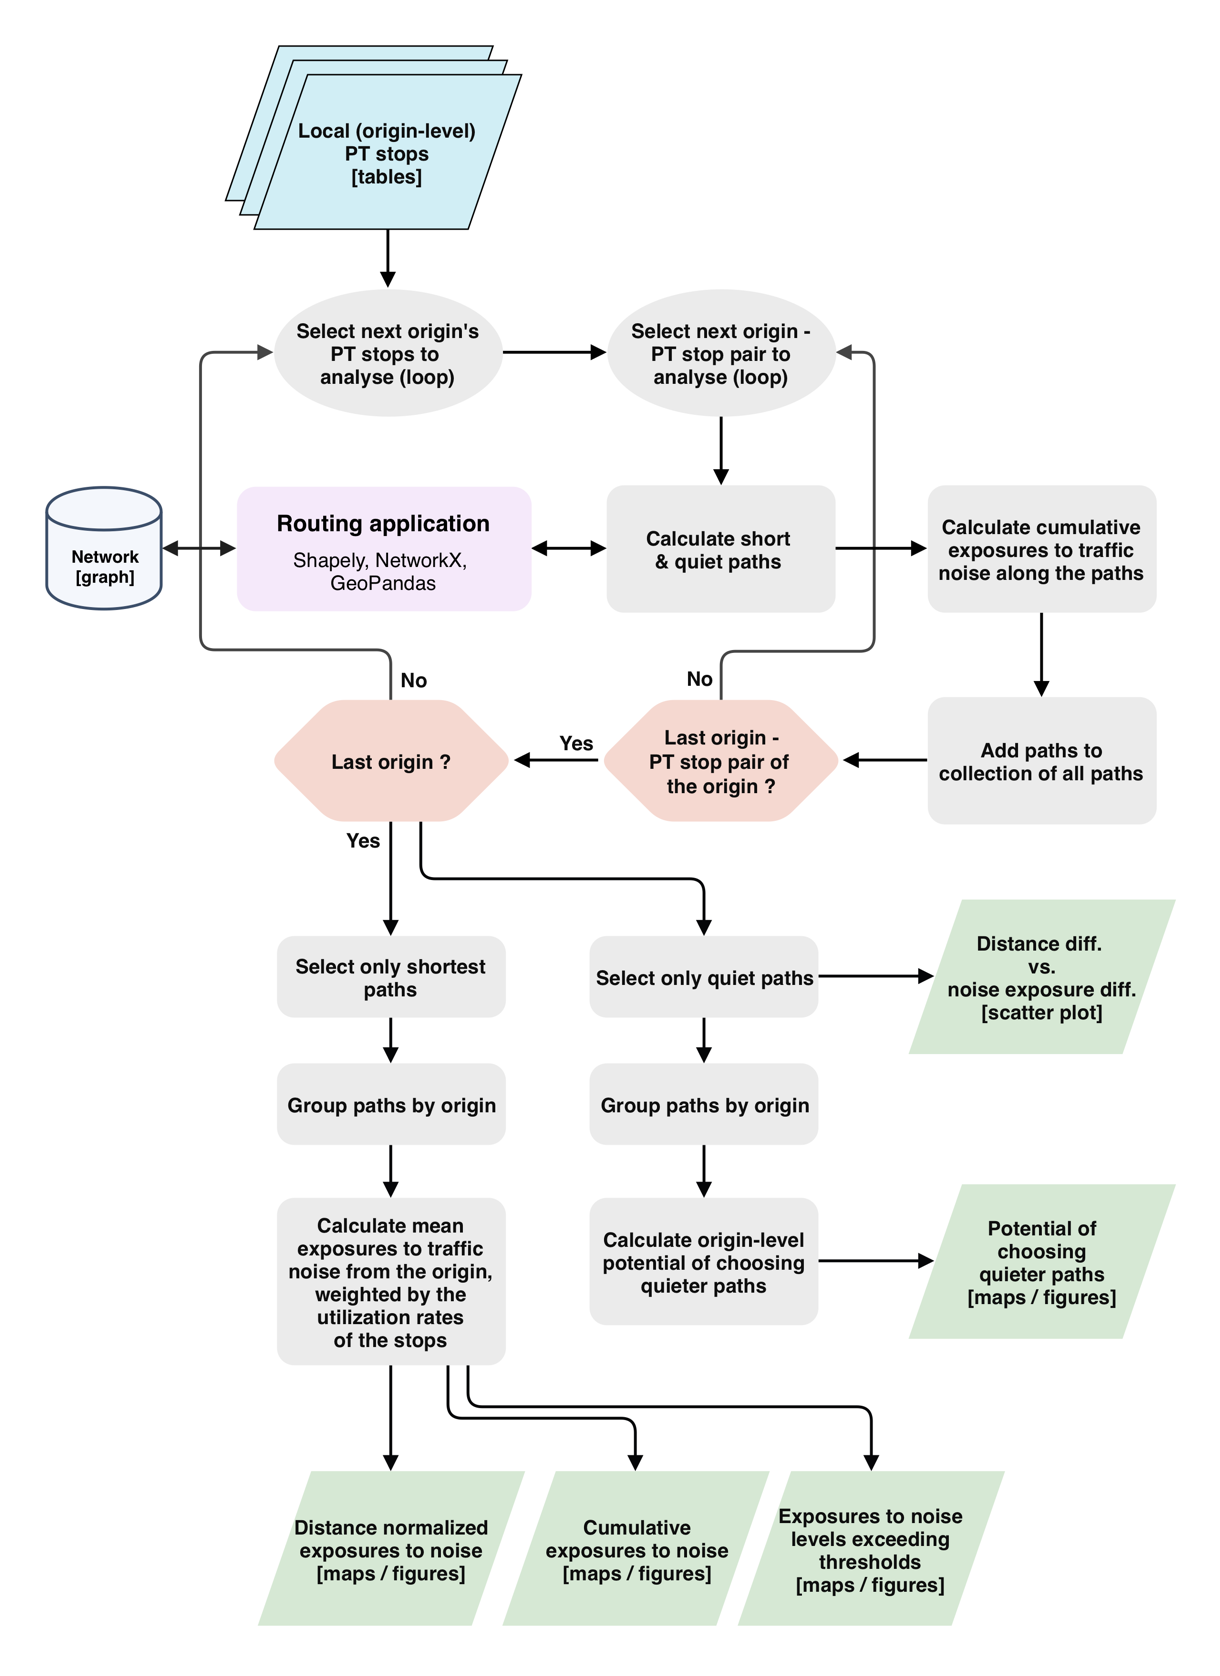 Local (origin-level)
PT stops
[tables]
Select next origin's
PT stops to
analyse (loop)
Select next origin -
PT stop pair to
analyse (loop)
Network
[graph]
Routing application
Shapely, NetworkX,
GeoPandas
Calculate short
& quiet paths
Calculate cumulative
exposures to traffic
noise along the paths
No
No
Last origin ?
Yes
Last origin -
PT stop pair of
the origin ?
Add paths to
collection of all paths
Yes
Select only shortest
paths
Select only quiet paths
Distance diff.
vs.
noise exposure diff.
[scatter plot]
Group paths by origin
Group paths by origin
Calculate mean
exposures to traffic
noise from the origin,
weighted by the
utilization rates
of the stops
Calculate origin-level
potential of choosing
quieter paths
Potential of
choosing
quieter paths
[maps / figures]
Distance normalized
exposures to noise
[maps / figures]
Cumulative
exposures to noise
[maps / figures]
Exposures to noise
levels exceeding
thresholds
[maps / figures]